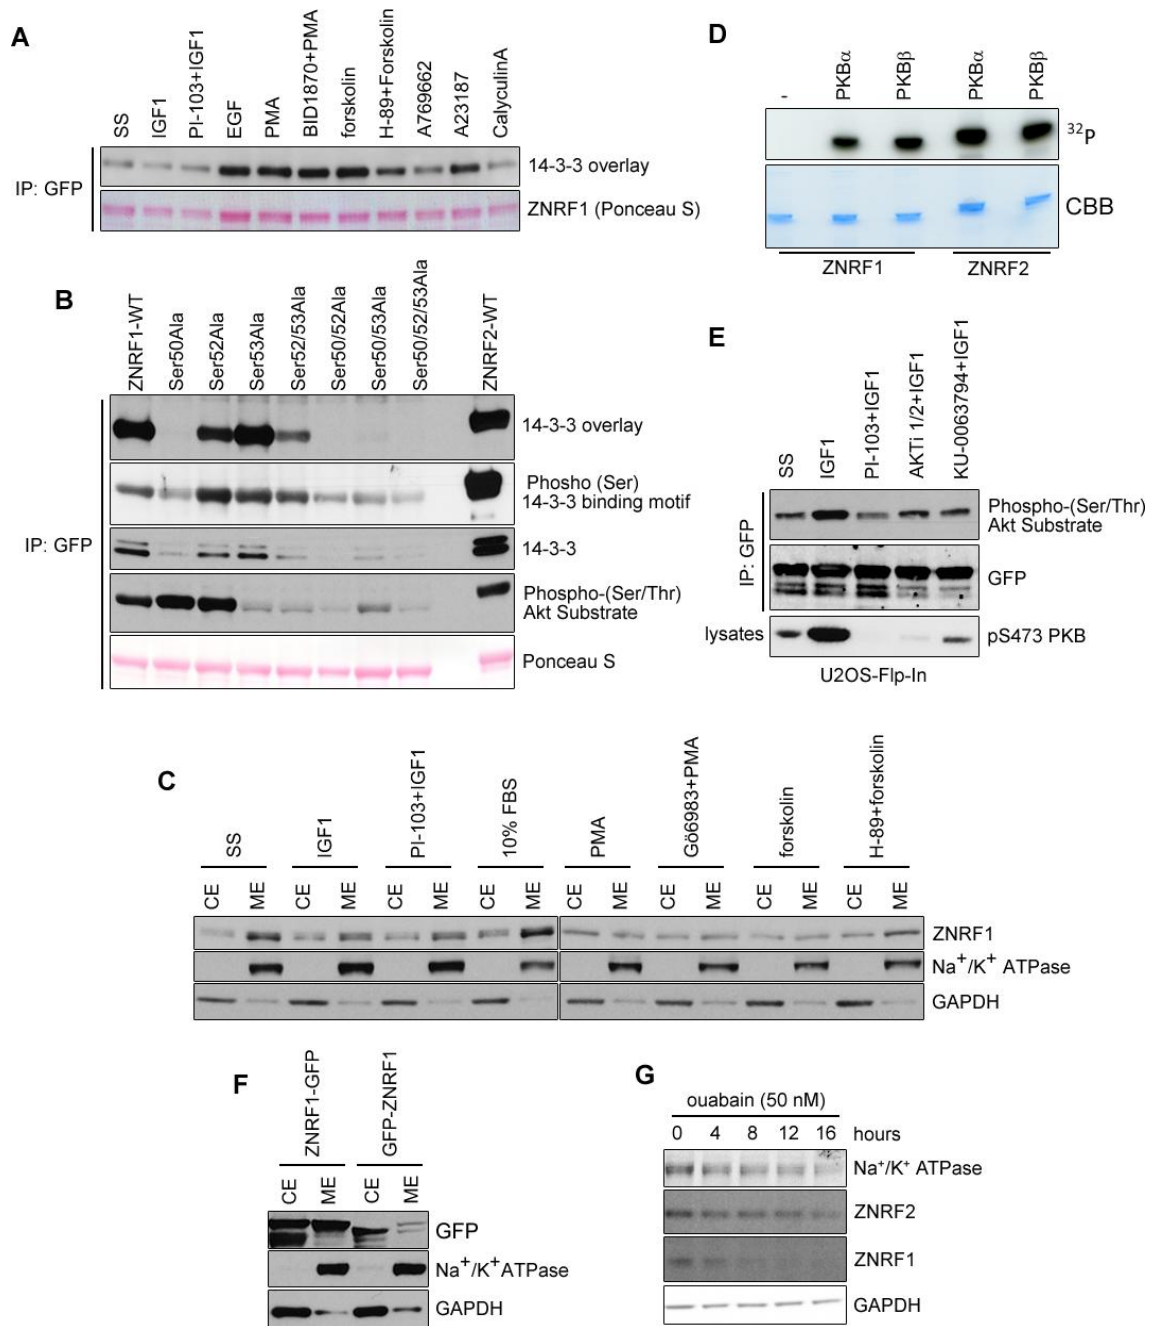 A
SS
IGF1
PI-103+IGF1
EGF
PMA
BID1870+PMA
forskolin
H-89+Forskolin
A769662
A23187
CalyculinA
IP: GFP
14-3-3 overlay
ZNRF1 (Ponceau S)
B
ZNRF1-WT
Ser50Ala
Ser52Ala
Ser53Ala
Ser52/53Ala
Ser50/52Ala
Ser50/53Ala
Ser50/52/53Ala
ZNRF2-WT
IP: GFP
14-3-3 overlay
Phospho (Ser)
14-3-3 binding motif
14-3-3
Phospho-(Ser/Thr)
Akt Substrate
Ponceau S
D
-
PKBα
PKBβ
PKBα
PKBβ
³²P
CBB
ZNRF1
ZNRF2
E
SS
IGF1
PI-103+IGF1
AKTi 1/2+IGF1
KU-0063794+IGF1
IP: GFP
Phospho-(Ser/Thr)
Akt Substrate
GFP
lysates
pS473 PKB
U2OS-Flp-In
C
SS
IGF1
PI-103+IGF1
10% FBS
PMA
Gö6983+PMA
forskolin
H-89+forskolin
CE ME CE ME CE ME CE ME CE ME CE ME CE ME CE ME
ZNRF1
Na⁺/K⁺ ATPase
GAPDH
F
ZNRF1-GFP
GFP-ZNRF1
CE ME CE ME
GFP
Na⁺/K⁺ATPase
GAPDH
G
ouabain (50 nM)
0 4 8 12 16 hours
Na⁺/K⁺ ATPase
ZNRF2
ZNRF1
GAPDH